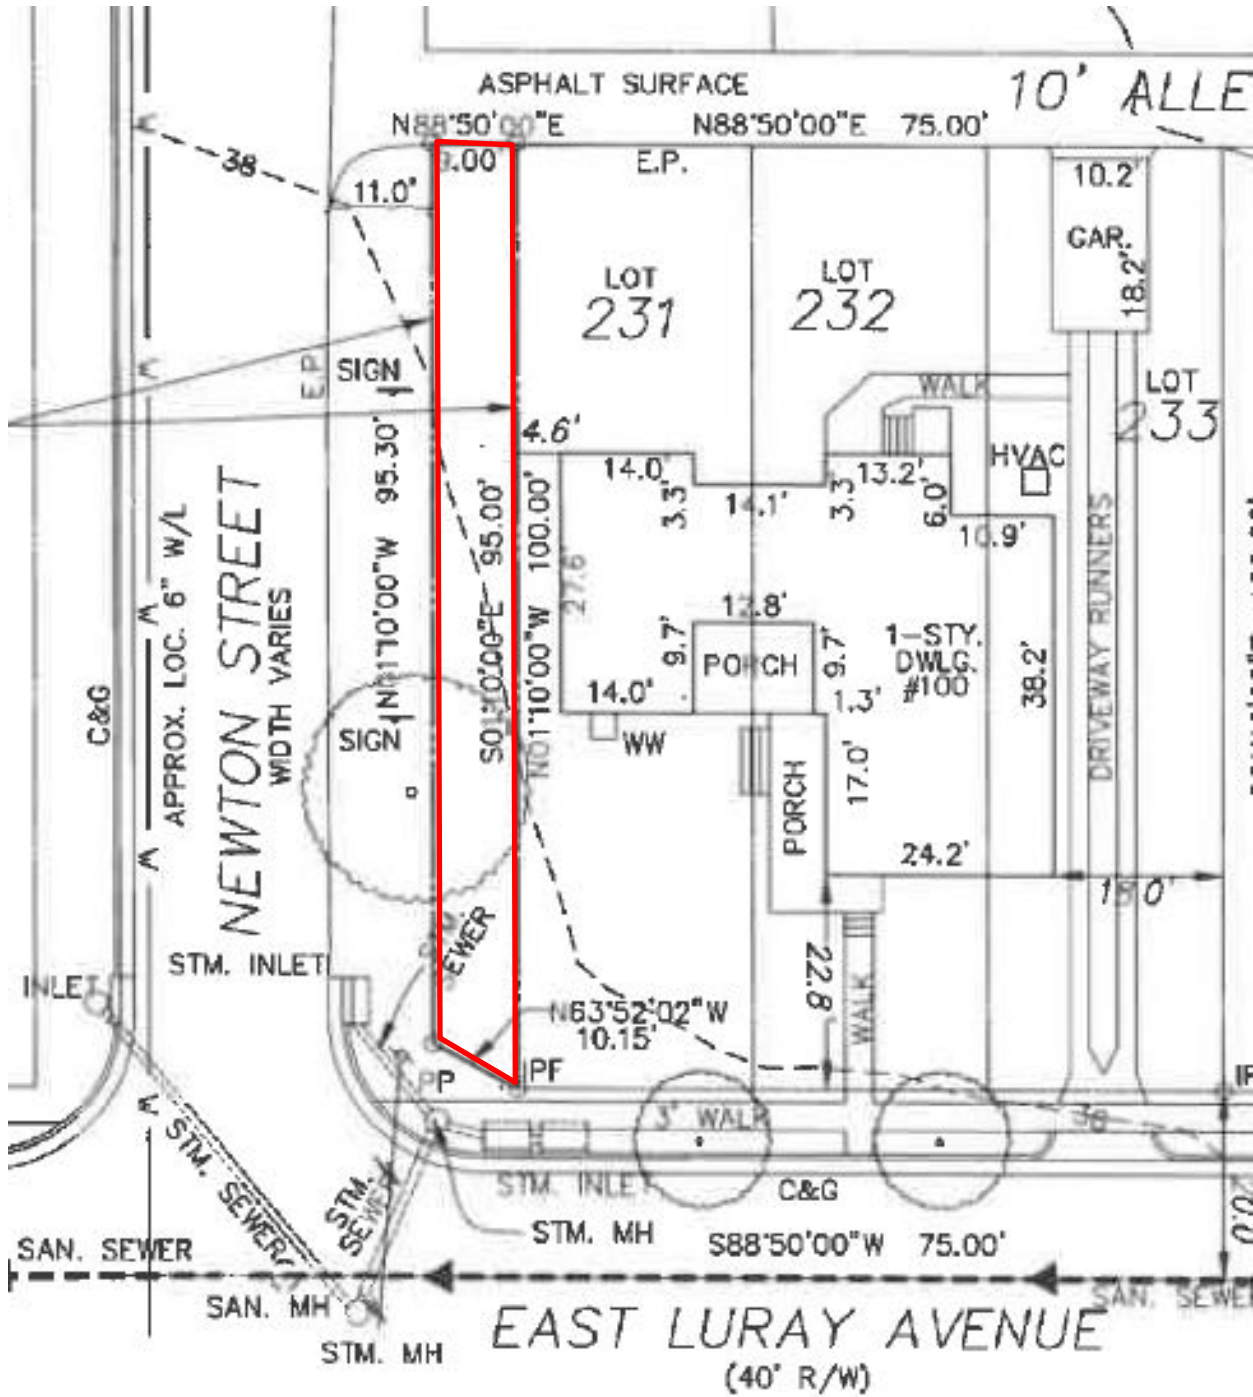 ASPHALT SURFACE
10' ALLE
N88°50'00"E
N88°50'00"E 75.00'
9.00'
E.P.
38
11.0'
10.2'
GAR.
18.2'
LOT
231
LOT
232
LOT
233
E.P.
SIGN
WALK
HVAC
4.6'
14.0'
3.3'
14.1'
3.3'
13.2'
6.0'
10.9'
N01°10'00"W 95.30'
S01°10'00"E 95.00'
N01°10'00"W 100.00'
27.6'
12.8'
9.7'
PORCH
9.7'
1-STY.
DWLG.
#100
38.2'
DRIVEWAY RUNNERS
14.0'
1.3'
WW
SIGN
C&G
APPROX. LOC. 6" W/L
W
W
W
W
W
NEWTON STREET
WIDTH VARIES
PORCH
17.0'
24.2'
STM.
SEWER
STM. INLET
INLET
22.8
WALK
N63°52'02"W
10.15'
PP
IPF
3' WALK
STM. INLET
C&G
STM. SEWER
STM.
SEWER
STM. MH
S88°50'00"W 75.00'
20.0
SAN. SEWER
SAN. SEWER
SAN. MH
STM. MH
EAST LURAY AVENUE
(40' R/W)